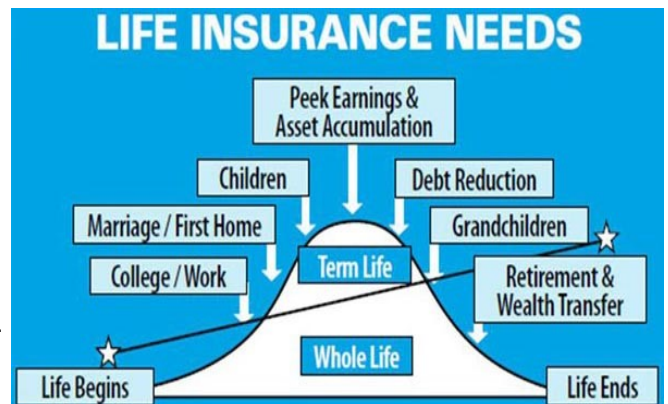 LIFE INSURANCE NEEDS
Peek Earnings &
Asset Accumulation
Children
Debt Reduction
Marriage / First Home
Grandchildren
College / Work
Term Life
Retirement &
Wealth Transfer
Whole Life
Life Begins
Life Ends